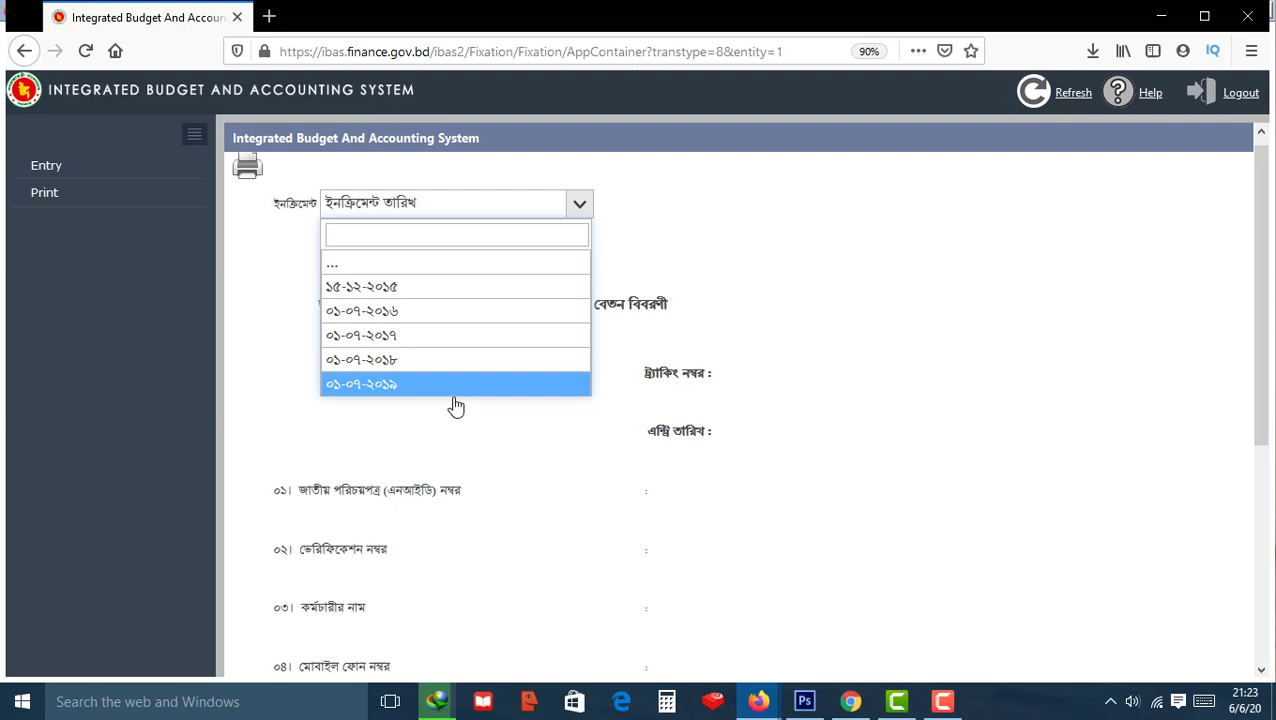 Integrated Budget And Accoun
https://ibas.finance.gov.bd/ibas2/Fixation/Fixation/AppContainer?transtype=8&entity=1
90%
INTEGRATED BUDGET AND ACCOUNTING SYSTEM
Refresh
Help
Logout
Integrated Budget And Accounting System
Entry
Print
ইনক্রিমেন্ট
ইনক্রিমেন্ট তারিখ
...
১৫-১২-২০১৫
০১-০৭-২০১৬
০১-০৭-২০১৭
০১-০৭-২০১৮
০১-০৭-২০১৯
বেতন বিবরণী
ট্র্যাকিং নম্বর :
এন্ট্রি তারিখ :
০১। জাতীয় পরিচয়পত্র (এনআইডি) নম্বর :
০২। ভেরিফিকেশন নম্বর :
০৩। কর্মচারীর নাম :
০৪। মোবাইল ফোন নম্বর :
Search the web and Windows
21:23
6/6/20